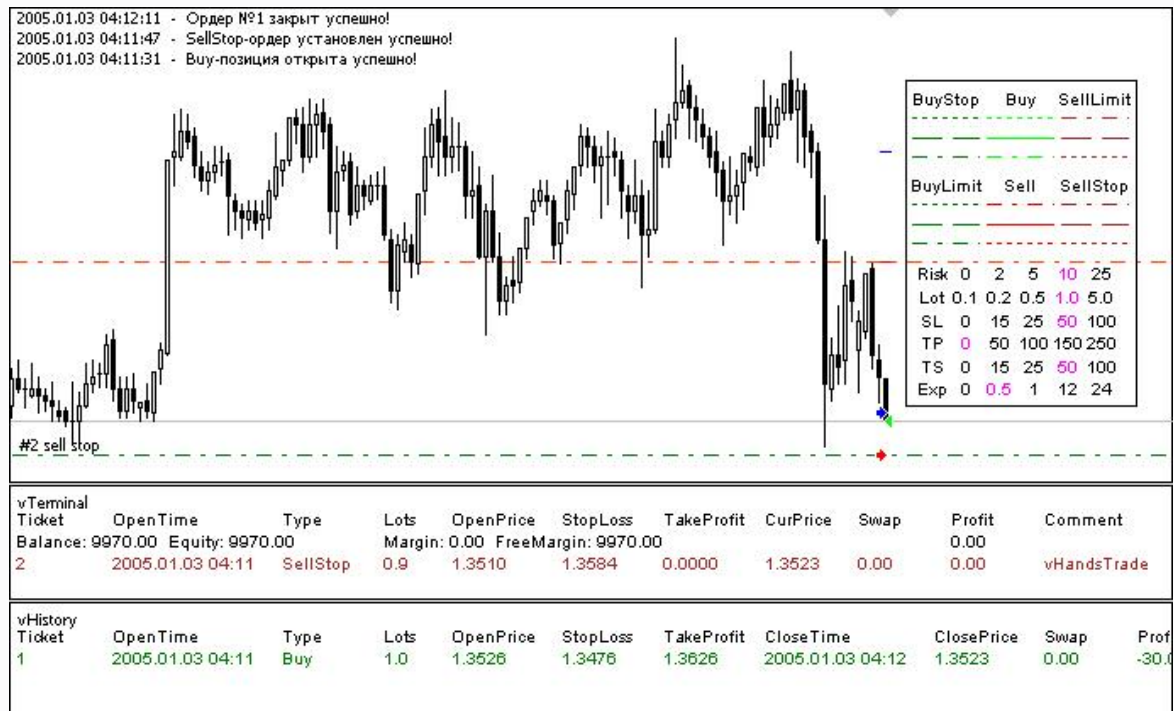 2005.01.03 04:12:11 - Ордер №1 закрыт успешно!
2005.01.03 04:11:47 - SellStop-ордер установлен успешно!
2005.01.03 04:11:31 - Buy-позиция открыта успешно!
BuyStop Buy SellLimit
BuyLimit Sell SellStop
Risk 0 2 5 10 25
Lot 0.1 0.2 0.5 1.0 5.0
SL 0 15 25 50 100
TP 0 50 100 150 250
TS 0 15 25 50 100
Exp 0 0.5 1 12 24
#2 sell stop
vTerminal
Ticket OpenTime Type Lots OpenPrice StopLoss TakeProfit CurPrice Swap Profit Comment
Balance: 9970.00 Equity: 9970.00 Margin: 0.00 FreeMargin: 9970.00 0.00
2 2005.01.03 04:11 SellStop 0.9 1.3510 1.3584 0.0000 1.3523 0.00 0.00 vHandsTrade
vHistory
Ticket OpenTime Type Lots OpenPrice StopLoss TakeProfit CloseTime ClosePrice Swap Prof
1 2005.01.03 04:11 Buy 1.0 1.3526 1.3476 1.3626 2005.01.03 04:12 1.3523 0.00 -30.0